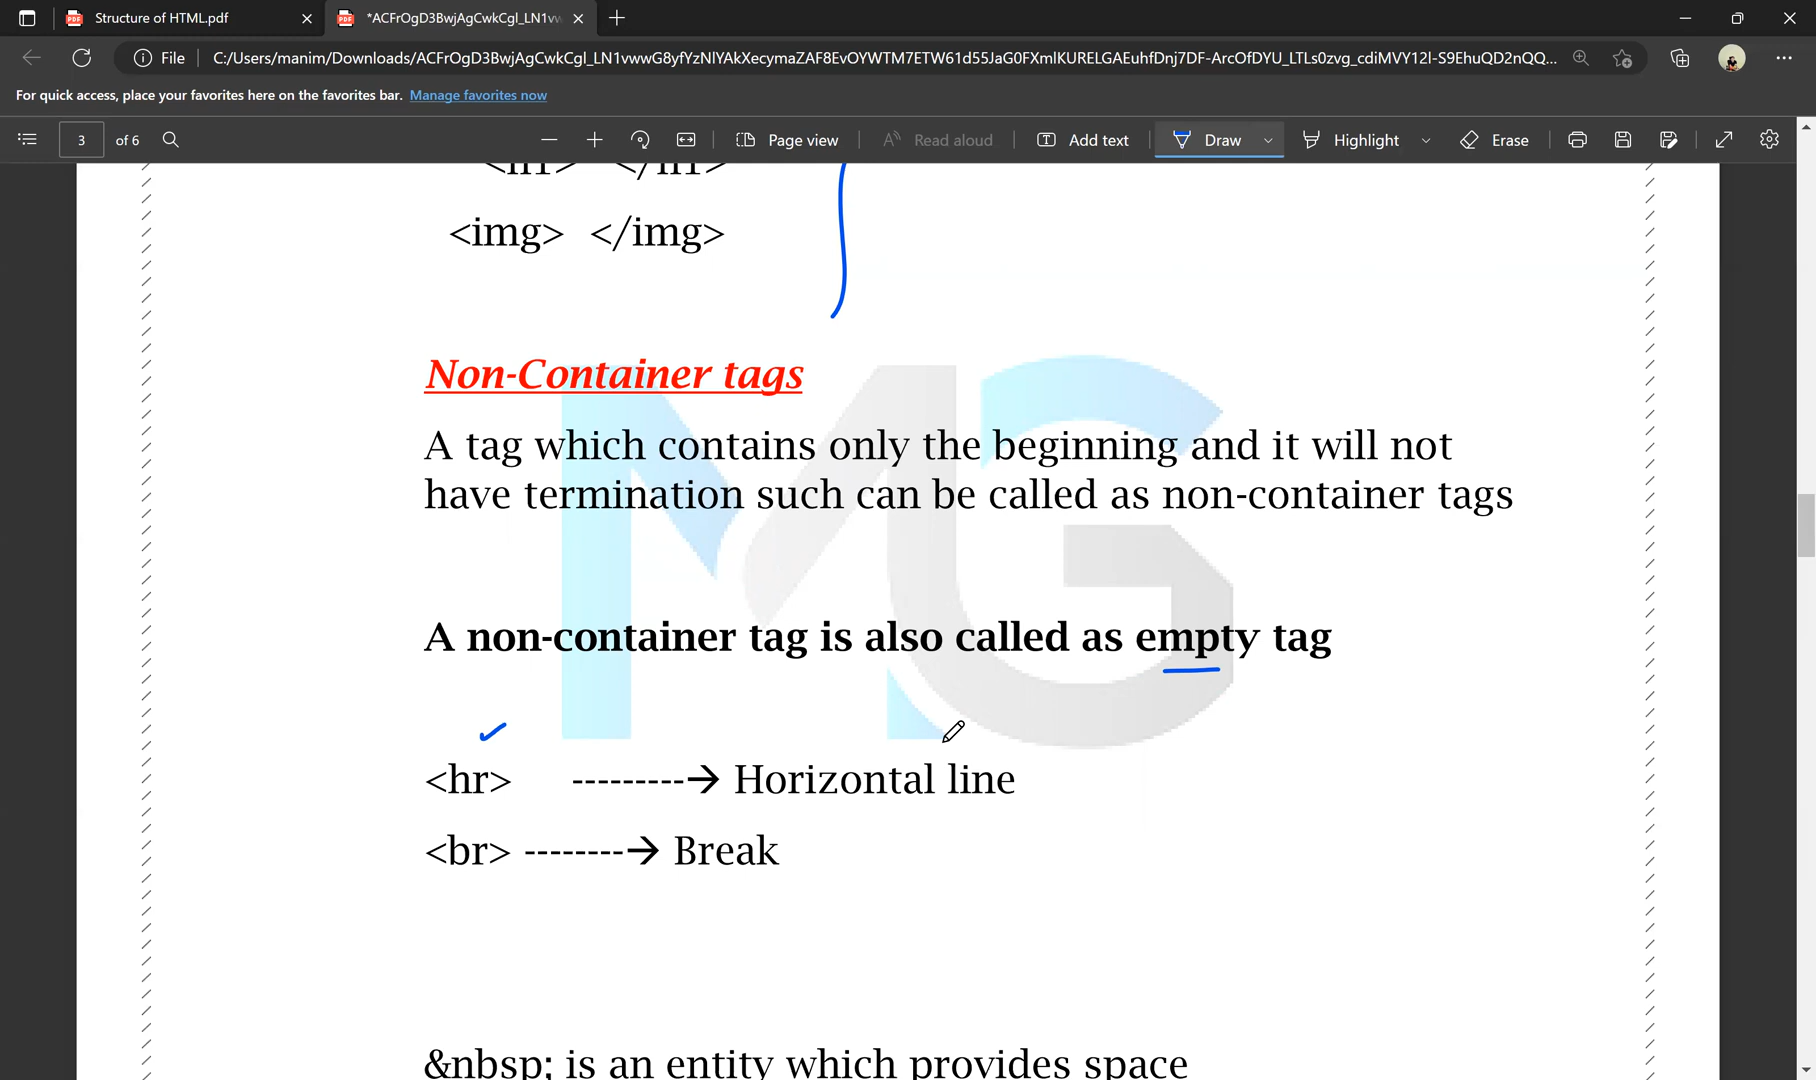 Structure of HTML.pdf
*ACFrOgD3BwjAgCwkCgl_LN1vw
File
C:/Users/manim/Downloads/ACFrOgD3BwjAgCwkCgl_LN1vwwG8yfYzNlYAkXecymaZAF8EvOYWTM7ETW61d55JaG0FXmlKURELGAEuhfDnj7DF-ArcOfDYU_LTLs0zvg_cdiMVY12l-S9EhuQD2nQQ...
For quick access, place your favorites here on the favorites bar. Manage favorites now
3 of 6
Page view
Read aloud
Add text
Draw
Highlight
Erase
<img> </img>
Non-Container tags
A tag which contains only the beginning and it will not
have termination such can be called as non-container tags
A non-container tag is also called as empty tag
<hr> ---------→ Horizontal line
<br> --------→ Break
&nbsp; is an entity which provides space